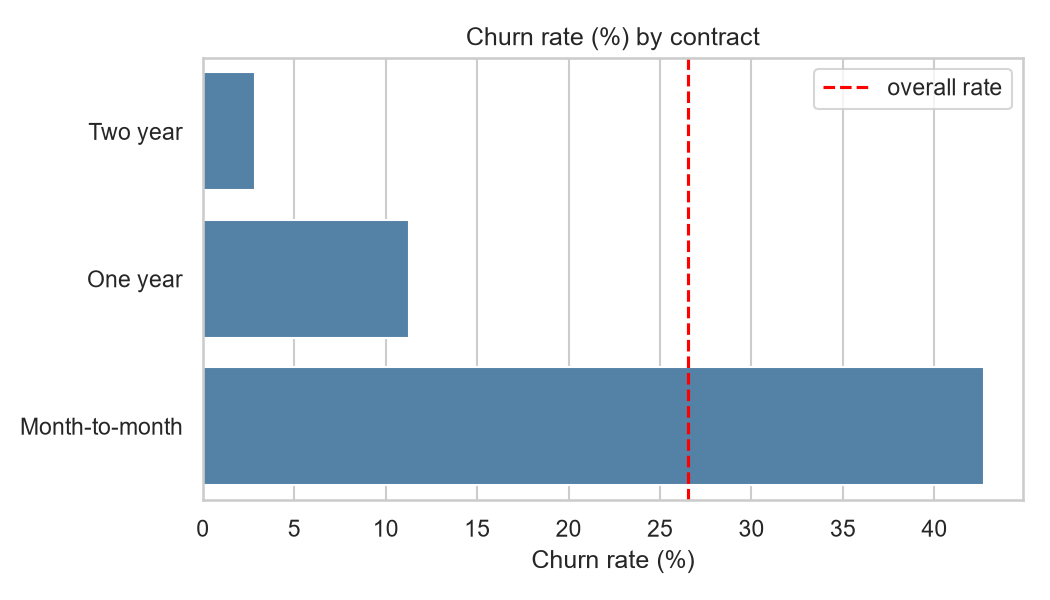 Churn rate (%) by contract
overall rate
Two year
One year
Month-to-month
0 5 10 15 20 25 30 35 40
Churn rate (%)